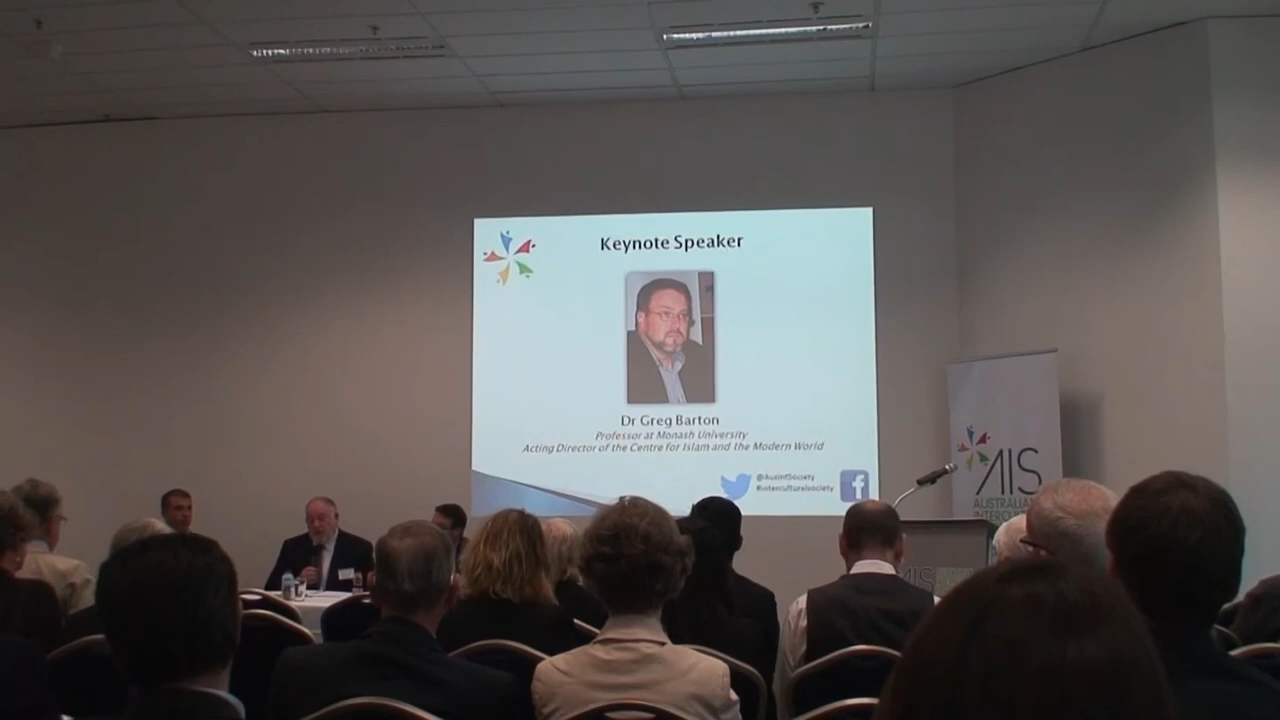 Keynote Speaker
Dr Greg Barton
Professor at Monash University
Acting Director of the Centre for Islam and the Modern World
@AusIntSociety
#interculturalsociety
f
AIS
AUSTRALIAN
AIS